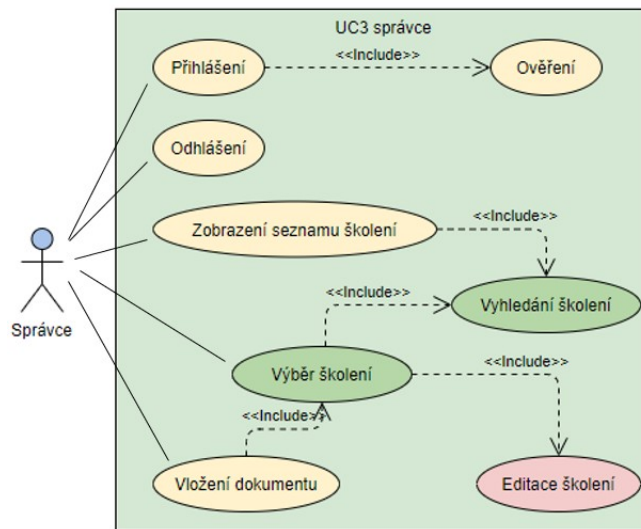 UC3 správce
<<Include>>
Přihlášení
Ověření
Odhlášení
Zobrazení seznamu školení
<<Include>>
Správce
<<Include>>
Vyhledání školení
Výběr školení
<<Include>>
<<Include>>
Vložení dokumentu
Editace školení